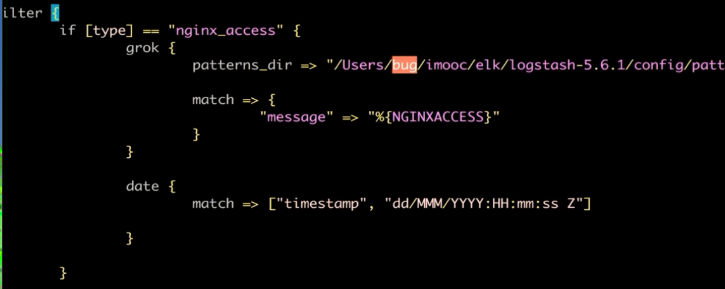 ilter {
if [type] == "nginx_access" {
grok {
patterns_dir => "/Users/bug/imooc/elk/logstash-5.6.1/config/patt
match => {
"message" => "%{NGINXACCESS}"
}
}
date {
match => ["timestamp", "dd/MMM/YYYY:HH:mm:ss Z"]
}
}